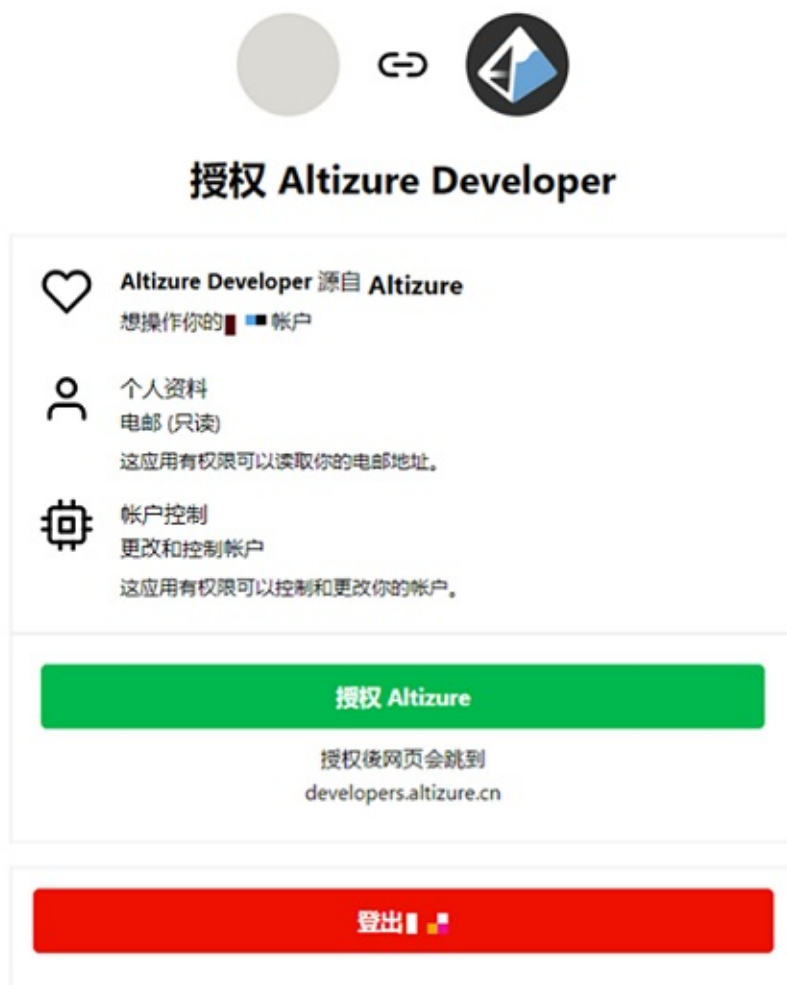 授权 Altizure Developer
Altizure Developer 源自 Altizure
想操作你的 帐户
个人资料
电邮 (只读)
这应用有权限可以读取你的电邮地址。
帐户控制
更改和控制帐户
这应用有权限可以控制和更改你的帐户。
授权 Altizure
授权後网页会跳到
developers.altizure.cn
登出